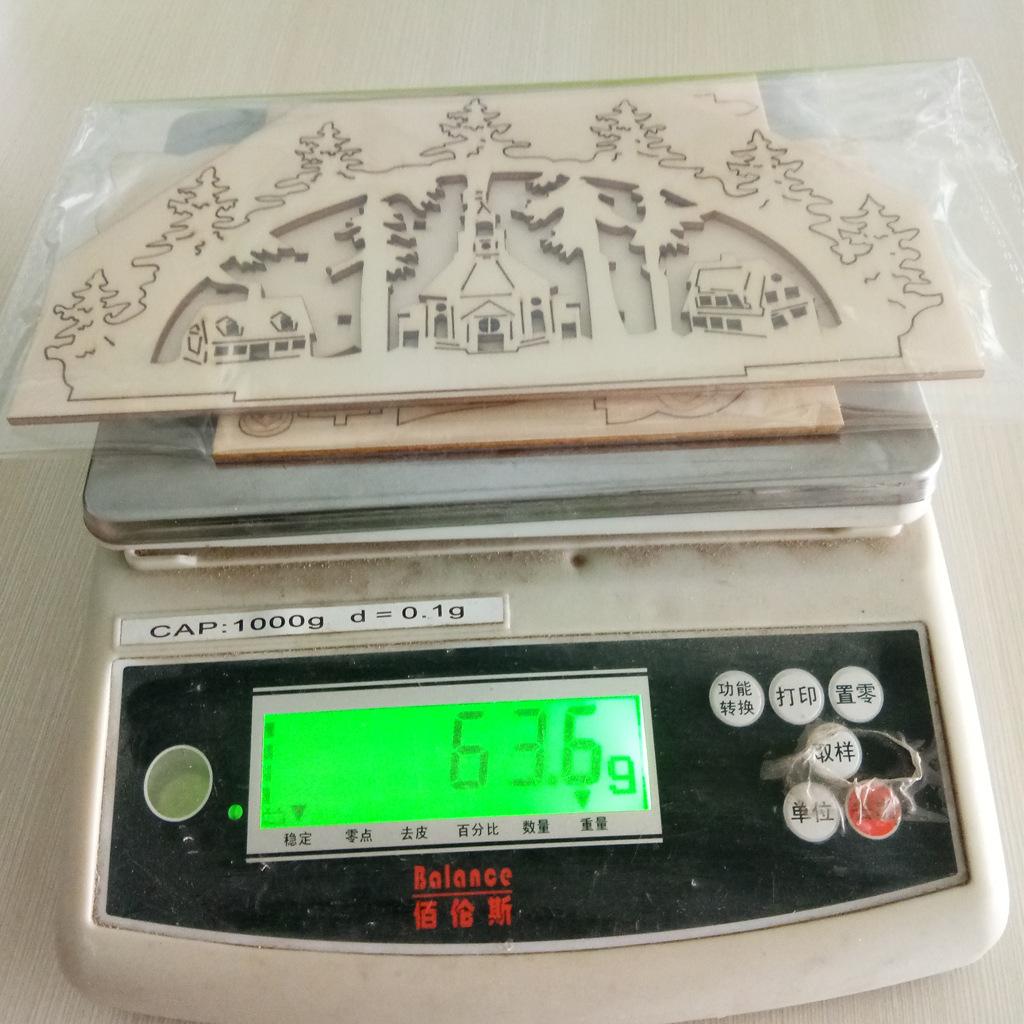 CAP:1000g d=0.1g
功能
转换
打印
置零
取样
单位
63.6g
稳定 零点 去皮 百分比 数量 重量
Balance
佰伦斯